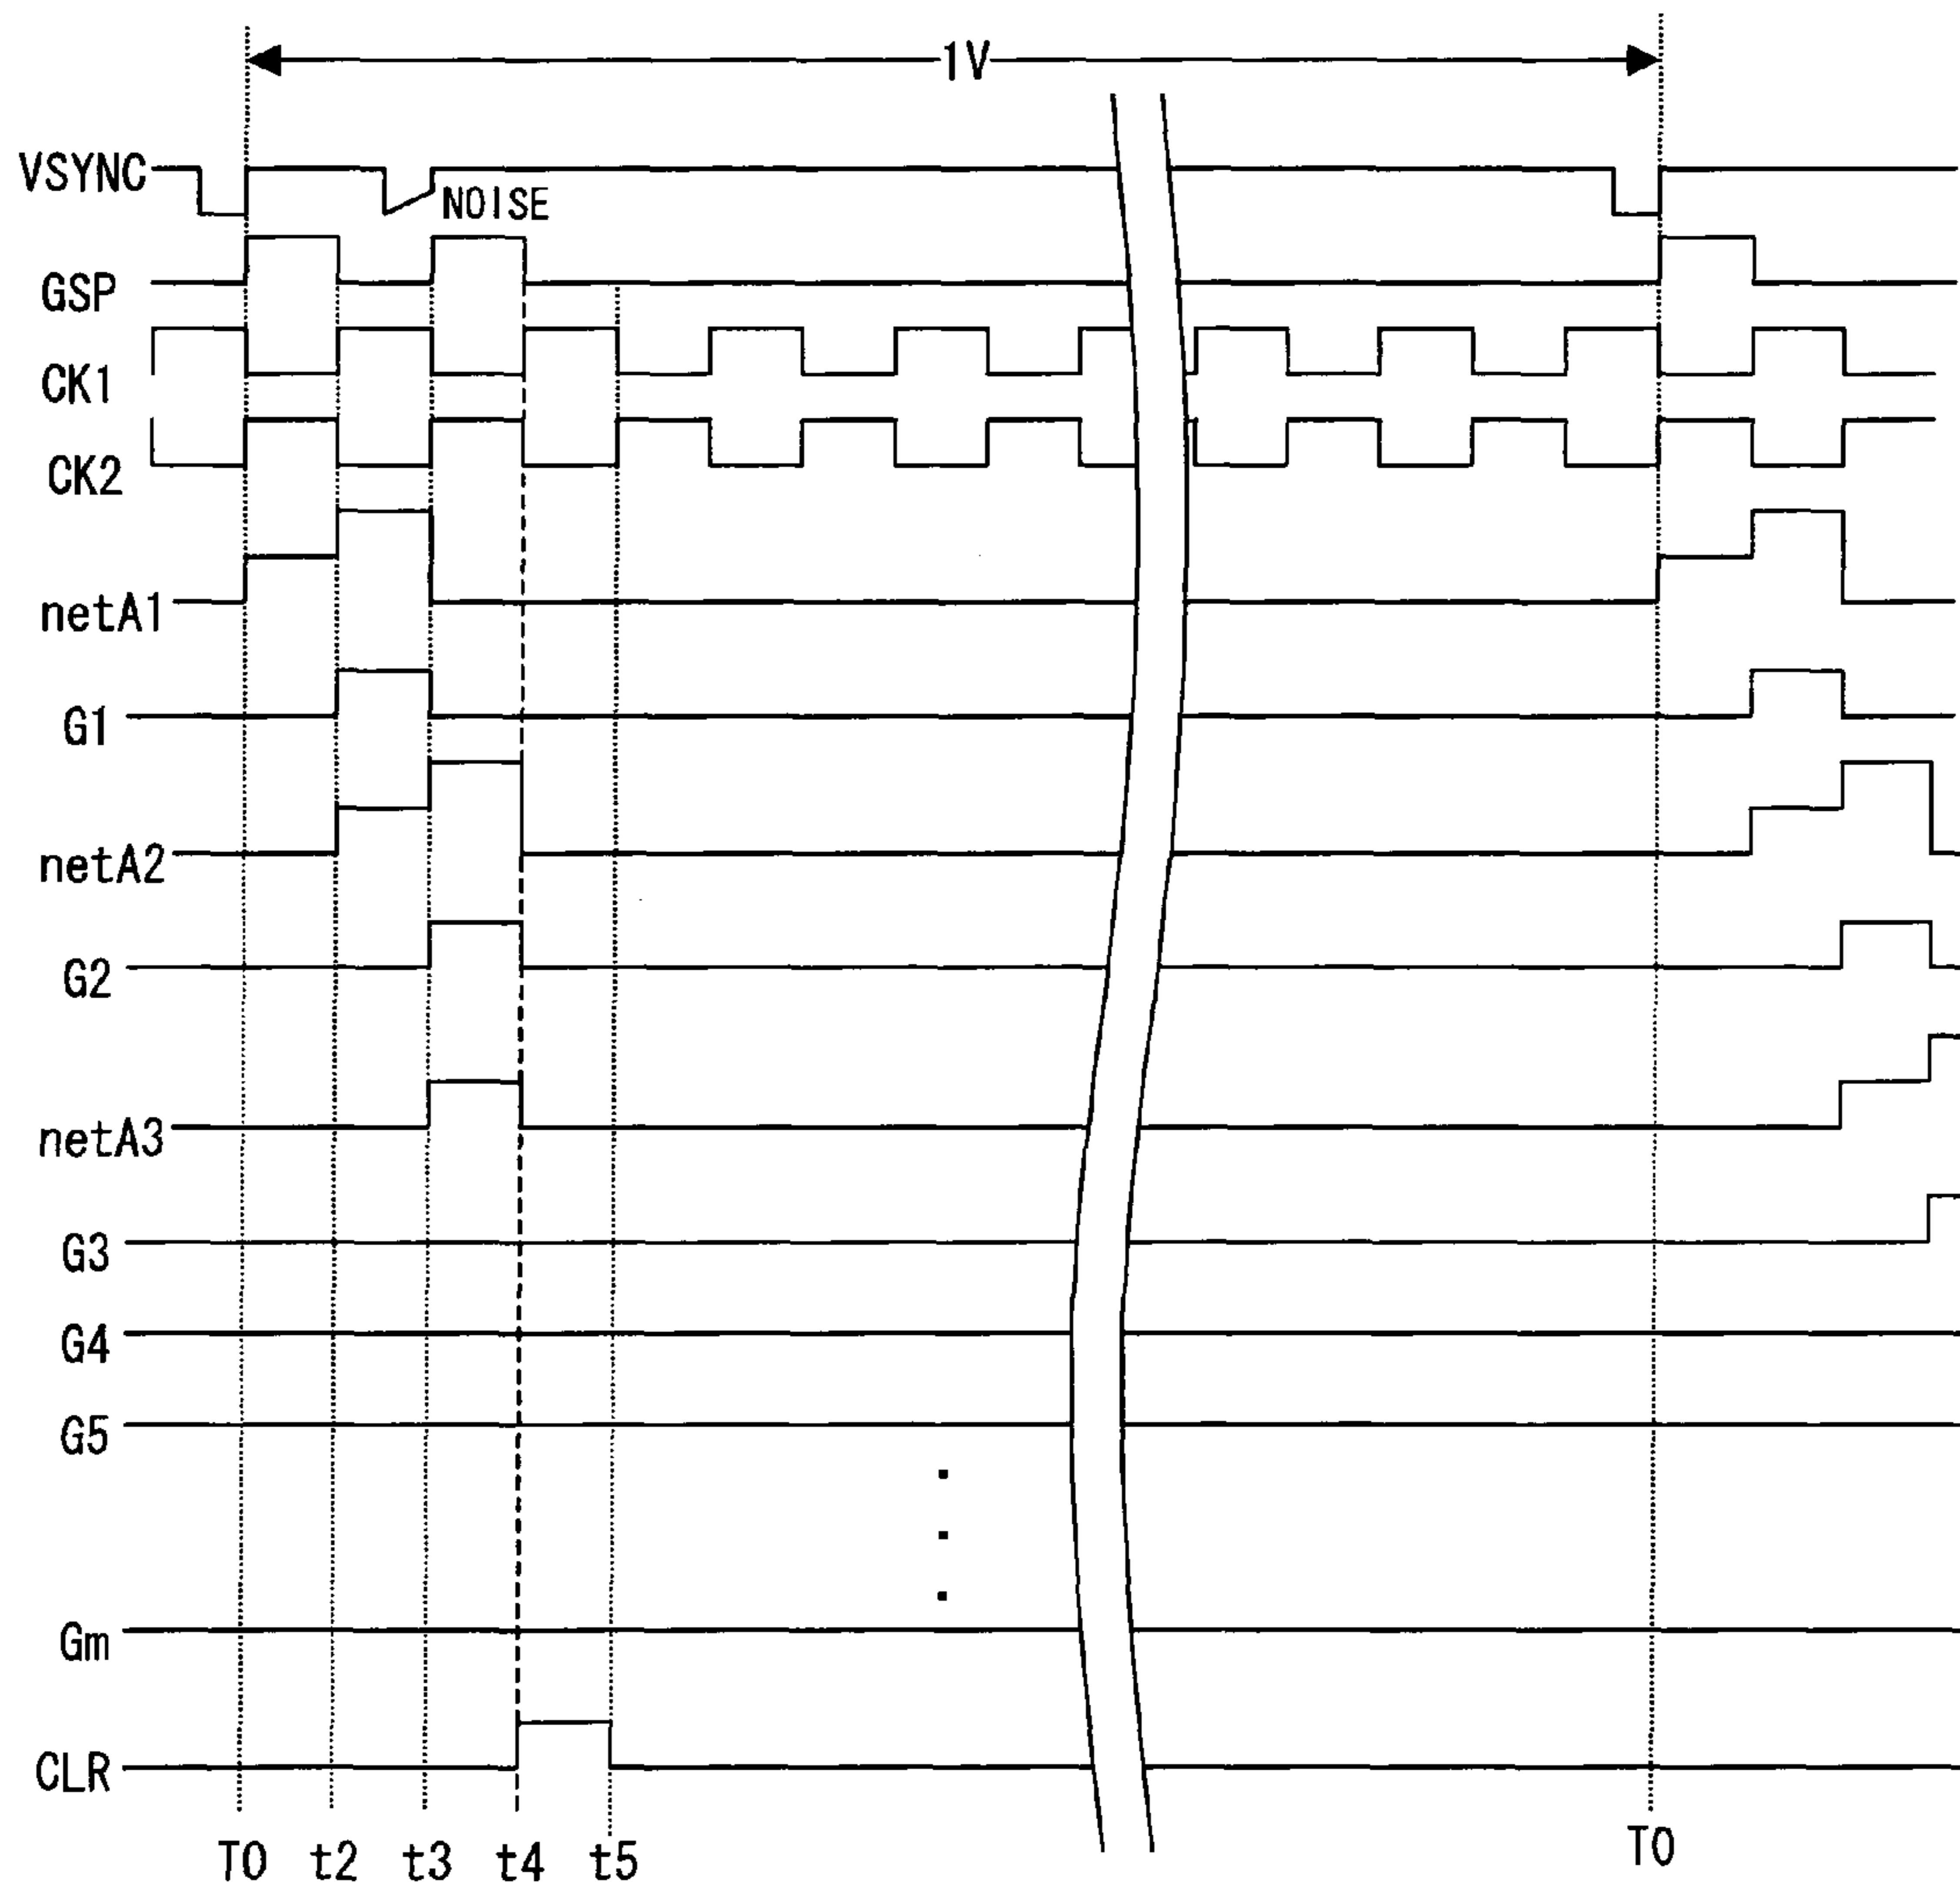 1V
VSYNC
NOISE
GSP
CK1
CK2
netA1
G1
netA2
G2
netA3
G3
G4
G5
Gm
CLR
T0 t2 t3 t4 t5 T0